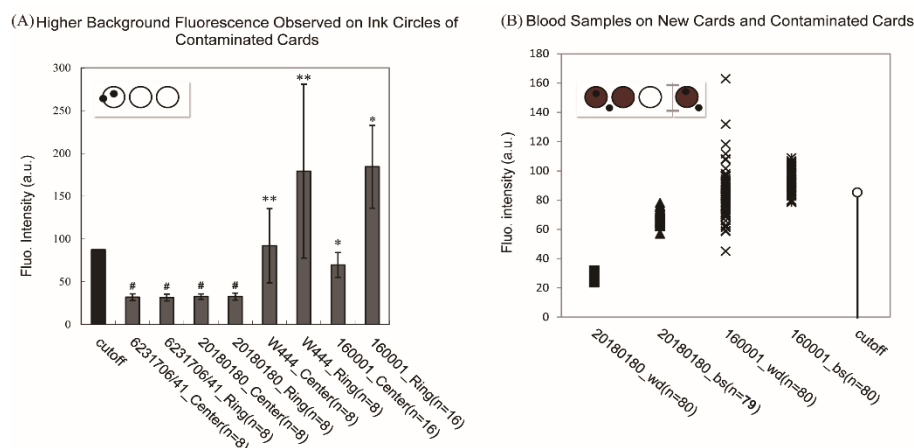 (A) Higher Background Fluorescence Observed on Ink Circles of
Contaminated Cards
300
250
200
150
100
50
0
Fluo. Intensity (a.u.)
#
#
#
#
**
**
*
*
cutoff
6231706/41_Center(n=8)
6231706/41_Ring(n=8)
20180180_Center(n=8)
20180180_Ring(n=8)
W444_Center(n=8)
W444_Ring(n=8)
160001_Center(n=16)
160001_Ring(n=16)
(B) Blood Samples on New Cards and Contaminated Cards
180
160
140
120
100
80
60
40
20
0
Fluo. intensity (a.u.)
20180180_wd(n=80)
20180180_bs(n=79)
160001_wd(n=80)
160001_bs(n=80)
cutoff